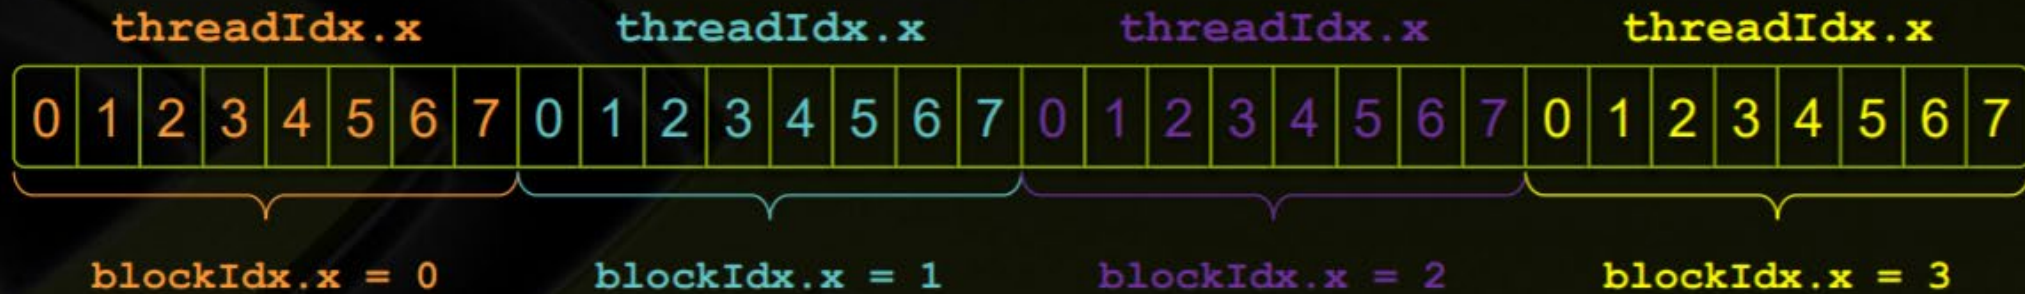 threadIdx.x threadIdx.x threadIdx.x threadIdx.x
0 1 2 3 4 5 6 7 0 1 2 3 4 5 6 7 0 1 2 3 4 5 6 7 0 1 2 3 4 5 6 7
blockIdx.x = 0 blockIdx.x = 1 blockIdx.x = 2 blockIdx.x = 3